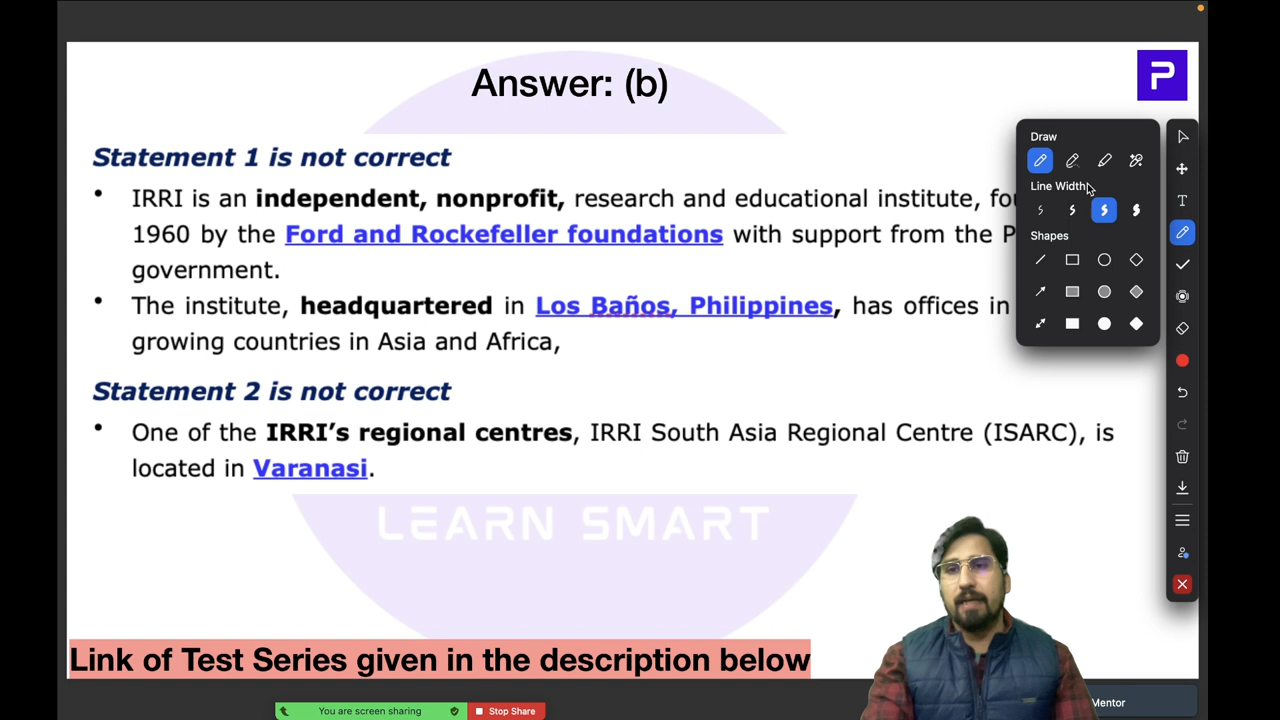 Answer: (b)
P
Statement 1 is not correct
• IRRI is an independent, nonprofit, research and educational institute,
1960 by the Ford and Rockefeller foundations with support from the
government.
• The institute, headquartered in Los Baños, Philippines, has offices in
growing countries in Asia and Africa,
Statement 2 is not correct
• One of the IRRI’s regional centres, IRRI South Asia Regional Centre (ISARC), is
located in Varanasi.
LEARN SMART
Link of Test Series given in the description below
Draw
Line Width
Shapes
T
You are screen sharing
Stop Share
Mentor